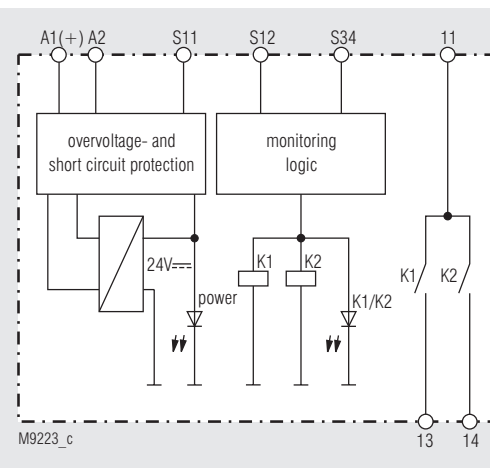 A1(+) A2 S11 S12 S34 11
overvoltage- and
short circuit protection
monitoring
logic
24V
K1 K2
K1 K2
power
K1/K2
M9223_c
13 14